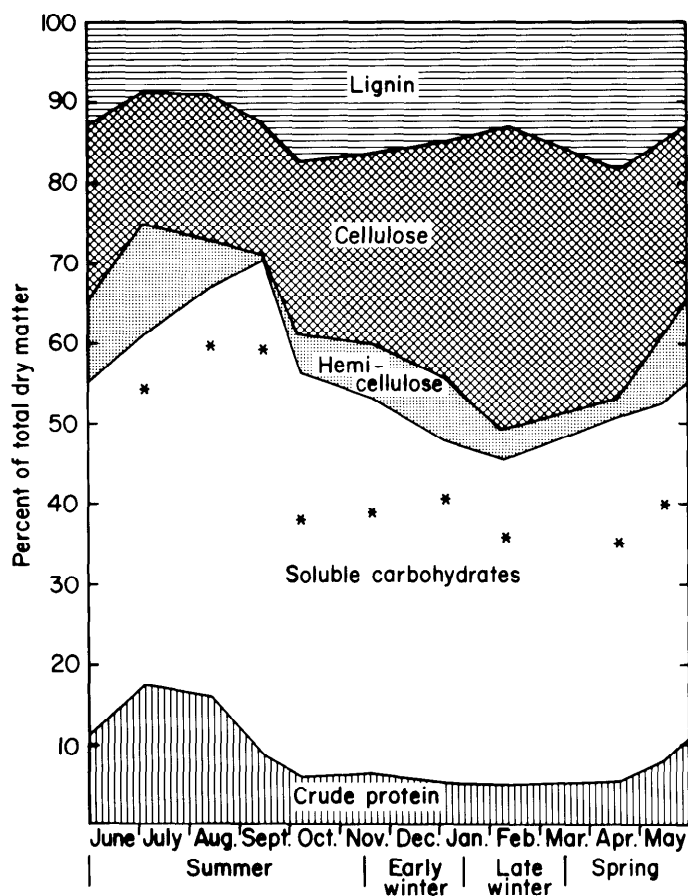 100
90
80
70
60
50
40
30
20
10
Percent of total dry matter
Lignin
Cellulose
Hemi-
cellulose
*
*
*
*
*
*
*
*
*
Soluble carbohydrates
Crude protein
June July Aug. Sept. Oct. Nov. Dec. Jan. Feb. Mar. Apr. May
Summer
Early
winter
Late
winter
Spring